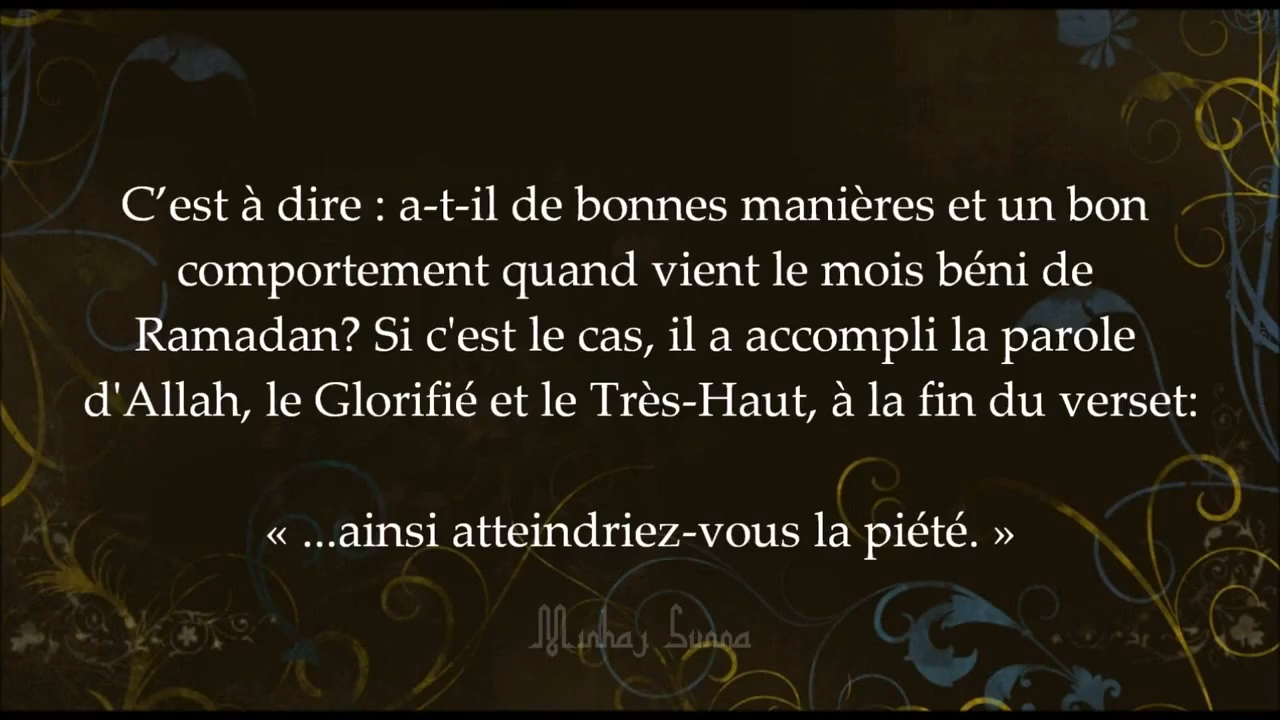 C’est à dire : a-t-il de bonnes manières et un bon
comportement quand vient le mois béni de
Ramadan? Si c'est le cas, il a accompli la parole
d'Allah, le Glorifié et le Très-Haut, à la fin du verset:
« ...ainsi atteindriez-vous la piété. »
Minhaj Sunna